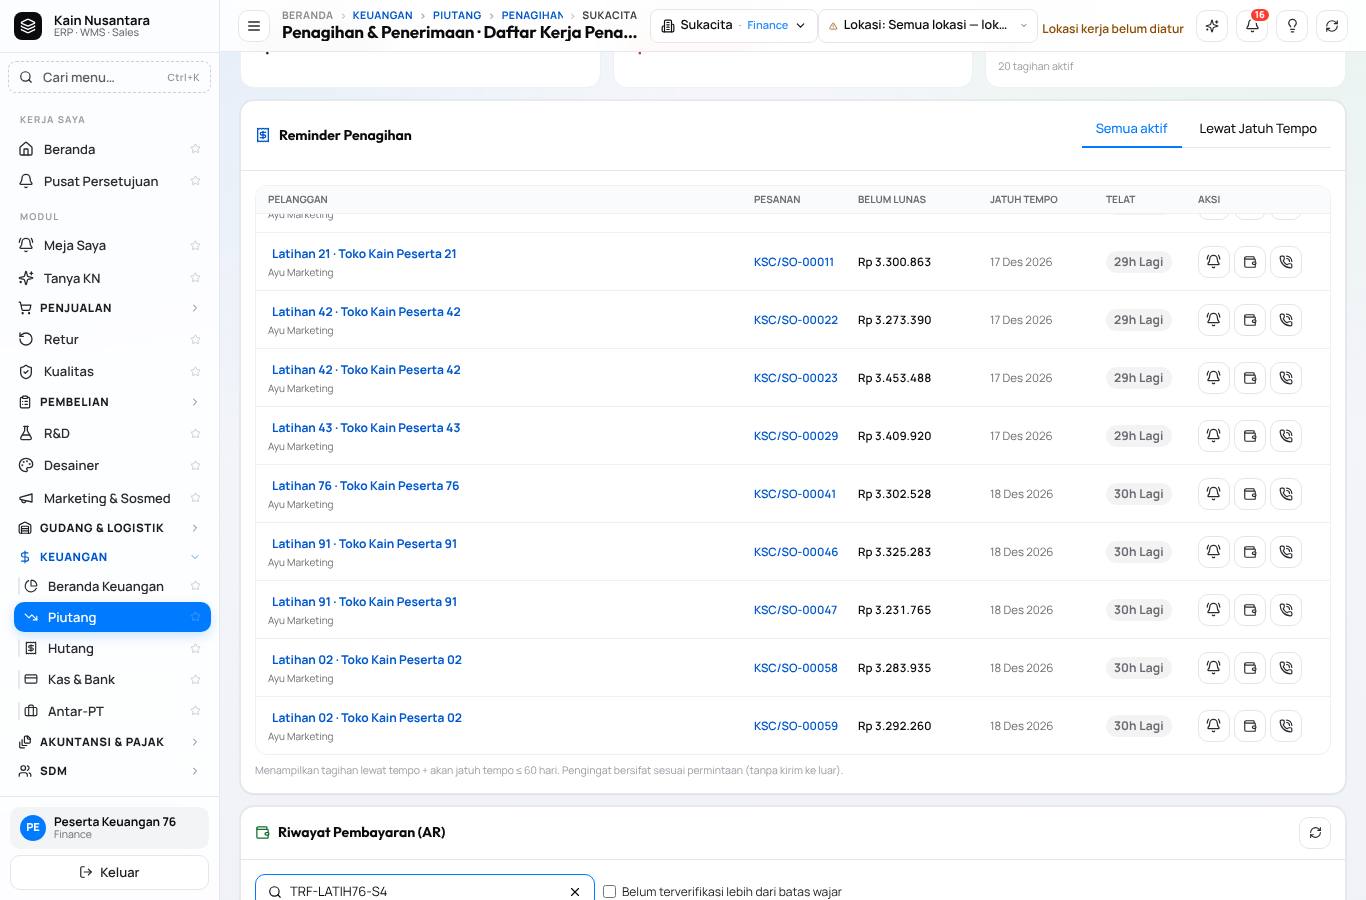 Kain Nusantara
ERP · WMS · Sales
Cari menu... Ctrl+K
KERJA SAYA
Beranda
Pusat Persetujuan
MODUL
Meja Saya
Tanya KN
PENJUALAN
Retur
Kualitas
PEMBELIAN
R&D
Desainer
Marketing & Sosmed
GUDANG & LOGISTIK
KEUANGAN
Beranda Keuangan
Piutang
Hutang
Kas & Bank
Antar-PT
AKUNTANSI & PAJAK
SDM
PE Peserta Keuangan 76
Finance
Keluar
BERANDA > KEUANGAN > PIUTANG > PENAGIHAN > SUKACITA
Penagihan & Penerimaan · Daftar Kerja Pena...
Sukacita · Finance
Lokasi: Semua lokasi — lok...
Lokasi kerja belum diatur
16
20 tagihan aktif
Reminder Penagihan
Semua aktif Lewat Jatuh Tempo
PELANGGAN PESANAN BELUM LUNAS JATUH TEMPO TELAT AKSI
Ayu Marketing
Latihan 21 · Toko Kain Peserta 21 KSC/SO-00011 Rp 3.300.863 17 Des 2026 29h Lagi
Ayu Marketing
Latihan 42 · Toko Kain Peserta 42 KSC/SO-00022 Rp 3.273.390 17 Des 2026 29h Lagi
Ayu Marketing
Latihan 42 · Toko Kain Peserta 42 KSC/SO-00023 Rp 3.453.488 17 Des 2026 29h Lagi
Ayu Marketing
Latihan 43 · Toko Kain Peserta 43 KSC/SO-00029 Rp 3.409.920 17 Des 2026 29h Lagi
Ayu Marketing
Latihan 76 · Toko Kain Peserta 76 KSC/SO-00041 Rp 3.302.528 18 Des 2026 30h Lagi
Ayu Marketing
Latihan 91 · Toko Kain Peserta 91 KSC/SO-00046 Rp 3.325.283 18 Des 2026 30h Lagi
Ayu Marketing
Latihan 91 · Toko Kain Peserta 91 KSC/SO-00047 Rp 3.231.765 18 Des 2026 30h Lagi
Ayu Marketing
Latihan 02 · Toko Kain Peserta 02 KSC/SO-00058 Rp 3.283.935 18 Des 2026 30h Lagi
Ayu Marketing
Latihan 02 · Toko Kain Peserta 02 KSC/SO-00059 Rp 3.292.260 18 Des 2026 30h Lagi
Ayu Marketing
Menampilkan tagihan lewat tempo + akan jatuh tempo ≤ 60 hari. Pengingat bersifat sesuai permintaan (tanpa kirim ke luar).
Riwayat Pembayaran (AR)
TRF-LATIH76-S4
Belum terverifikasi lebih dari batas wajar